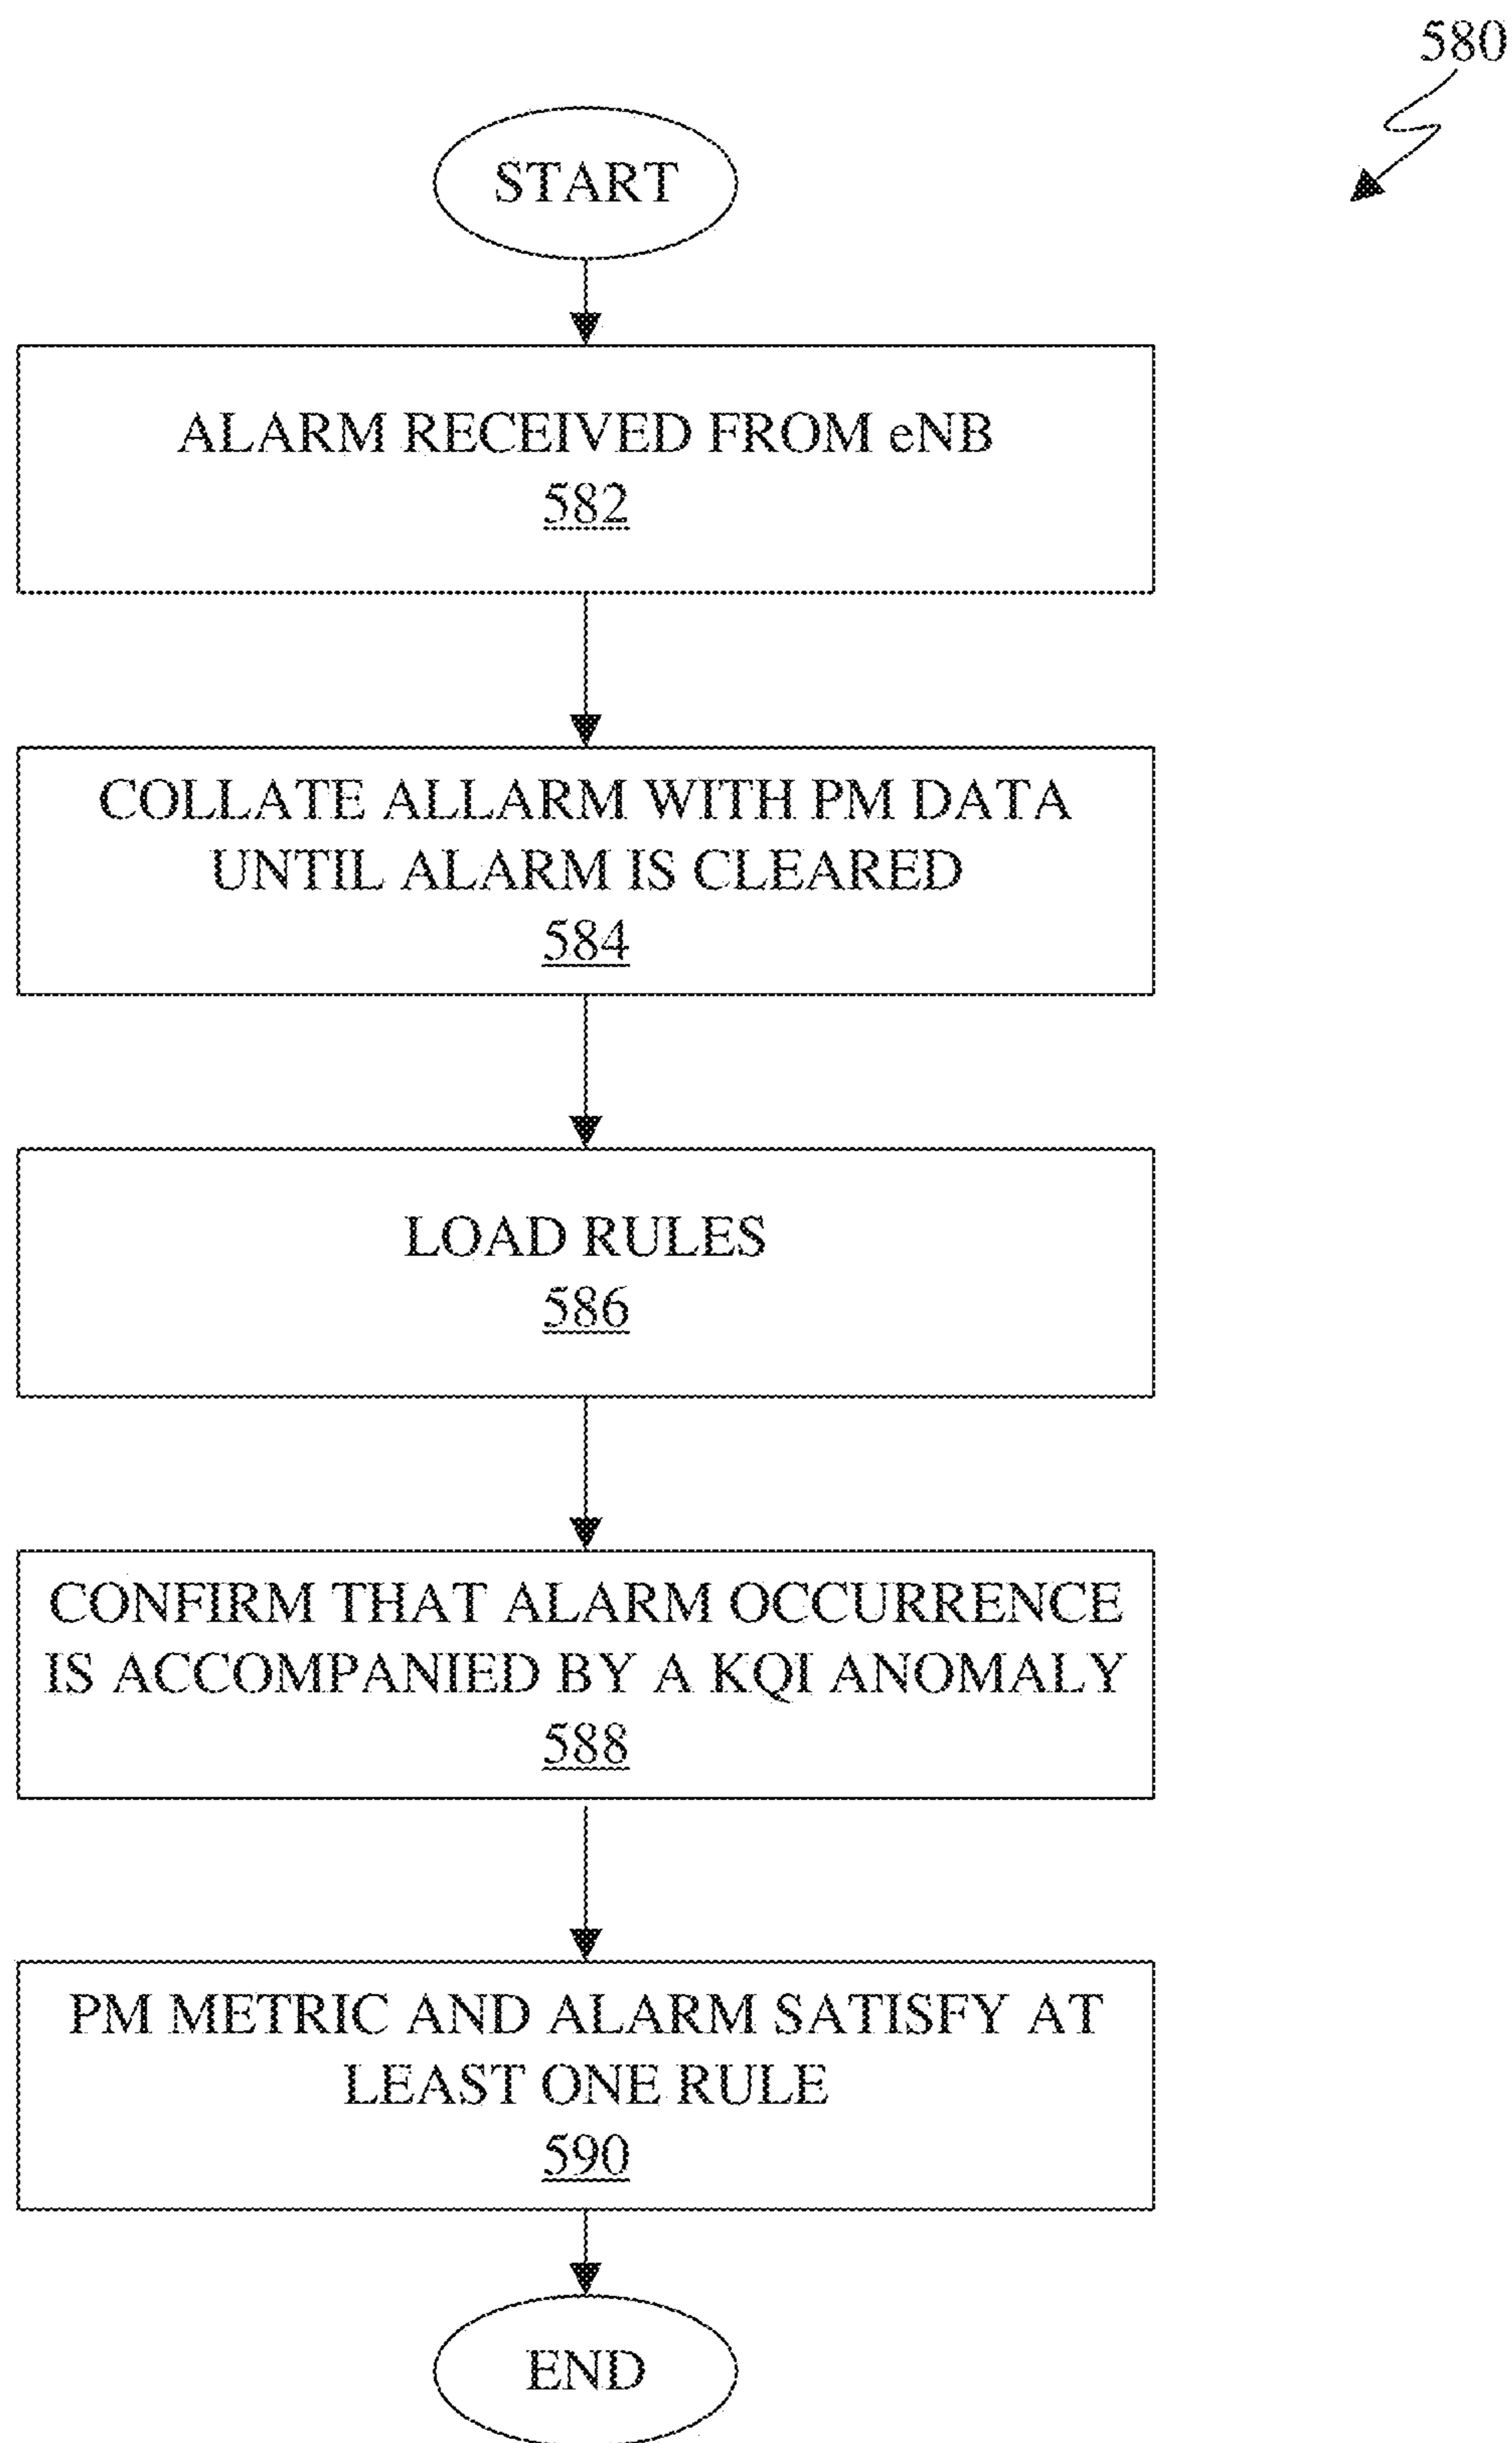 580
START
ALARM RECEIVED FROM eNB
582
COLLATE ALLARM WITH PM DATA
UNTIL ALARM IS CLEARED
584
LOAD RULES
586
CONFIRM THAT ALARM OCCURRENCE
IS ACCOMPANIED BY A KQI ANOMALY
588
PM METRIC AND ALARM SATISFY AT
LEAST ONE RULE
590
END